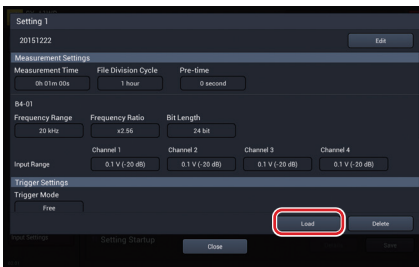 Setting 1
20151222 Edit
Measurement Settings
Measurement Time File Division Cycle Pre-time
0h 01m 00s 1 hour 0 second
B4-01
Frequency Range Frequency Ratio Bit Length
20 kHz x2.56 24 bit
Channel 1 Channel 2 Channel 3 Channel 4
Input Range 0.1 V (-20 dB) 0.1 V (-20 dB) 0.1 V (-20 dB) 0.1 V (-20 dB)
Trigger Settings
Trigger Mode
Free
Load Delete
Input Settings Setting Startup Close Save